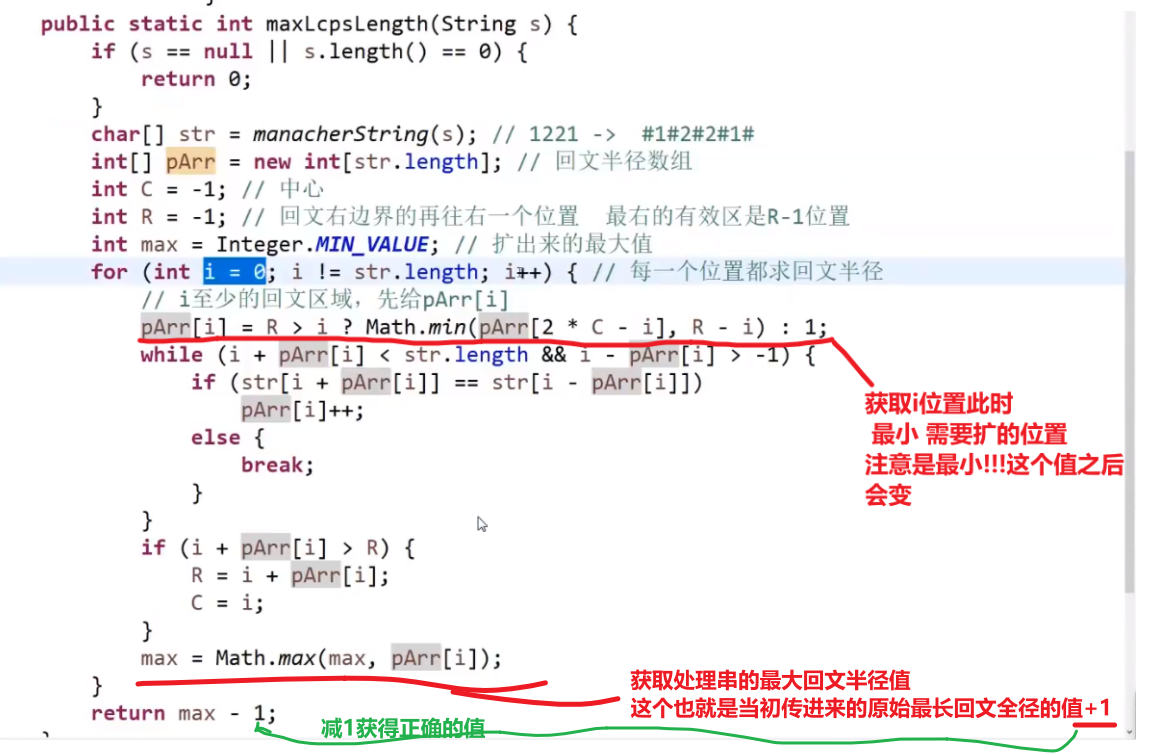 public static int maxLcpsLength(String s) {
if (s == null || s.length() == 0) {
return 0;
}
char[] str = manacherString(s); // 1221 -> #1#2#2#1#
int[] pArr = new int[str.length]; // 回文半径数组
int C = -1; // 中心
int R = -1; // 回文右边界的再往右一个位置 最右的有效区是R-1位置
int max = Integer.MIN_VALUE; // 扩出来的最大值
for (int i = 0; i != str.length; i++) { // 每一个位置都求回文半径
// i至少的回文区域，先给pArr[i]
pArr[i] = R > i ? Math.min(pArr[2 * C - i], R - i) : 1;
while (i + pArr[i] < str.length && i - pArr[i] > -1) {
if (str[i + pArr[i]] == str[i - pArr[i]])
pArr[i]++;
else {
break;
}
}
if (i + pArr[i] > R) {
R = i + pArr[i];
C = i;
}
max = Math.max(max, pArr[i]);
}
return max - 1;
获取i位置此时
最小 需要扩的位置
注意是最小!!!这个值之后
会变
获取处理串的最大回文半径值
这个也就是当初传进来的原始最长回文全径的值+1
减1获得正确的值